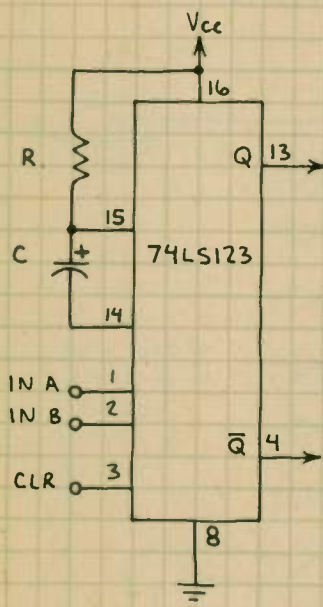 Vcc
16
R
15
Q 13
C +
74LS123
14
IN A 1
IN B 2
Q̅ 4
CLR 3
8